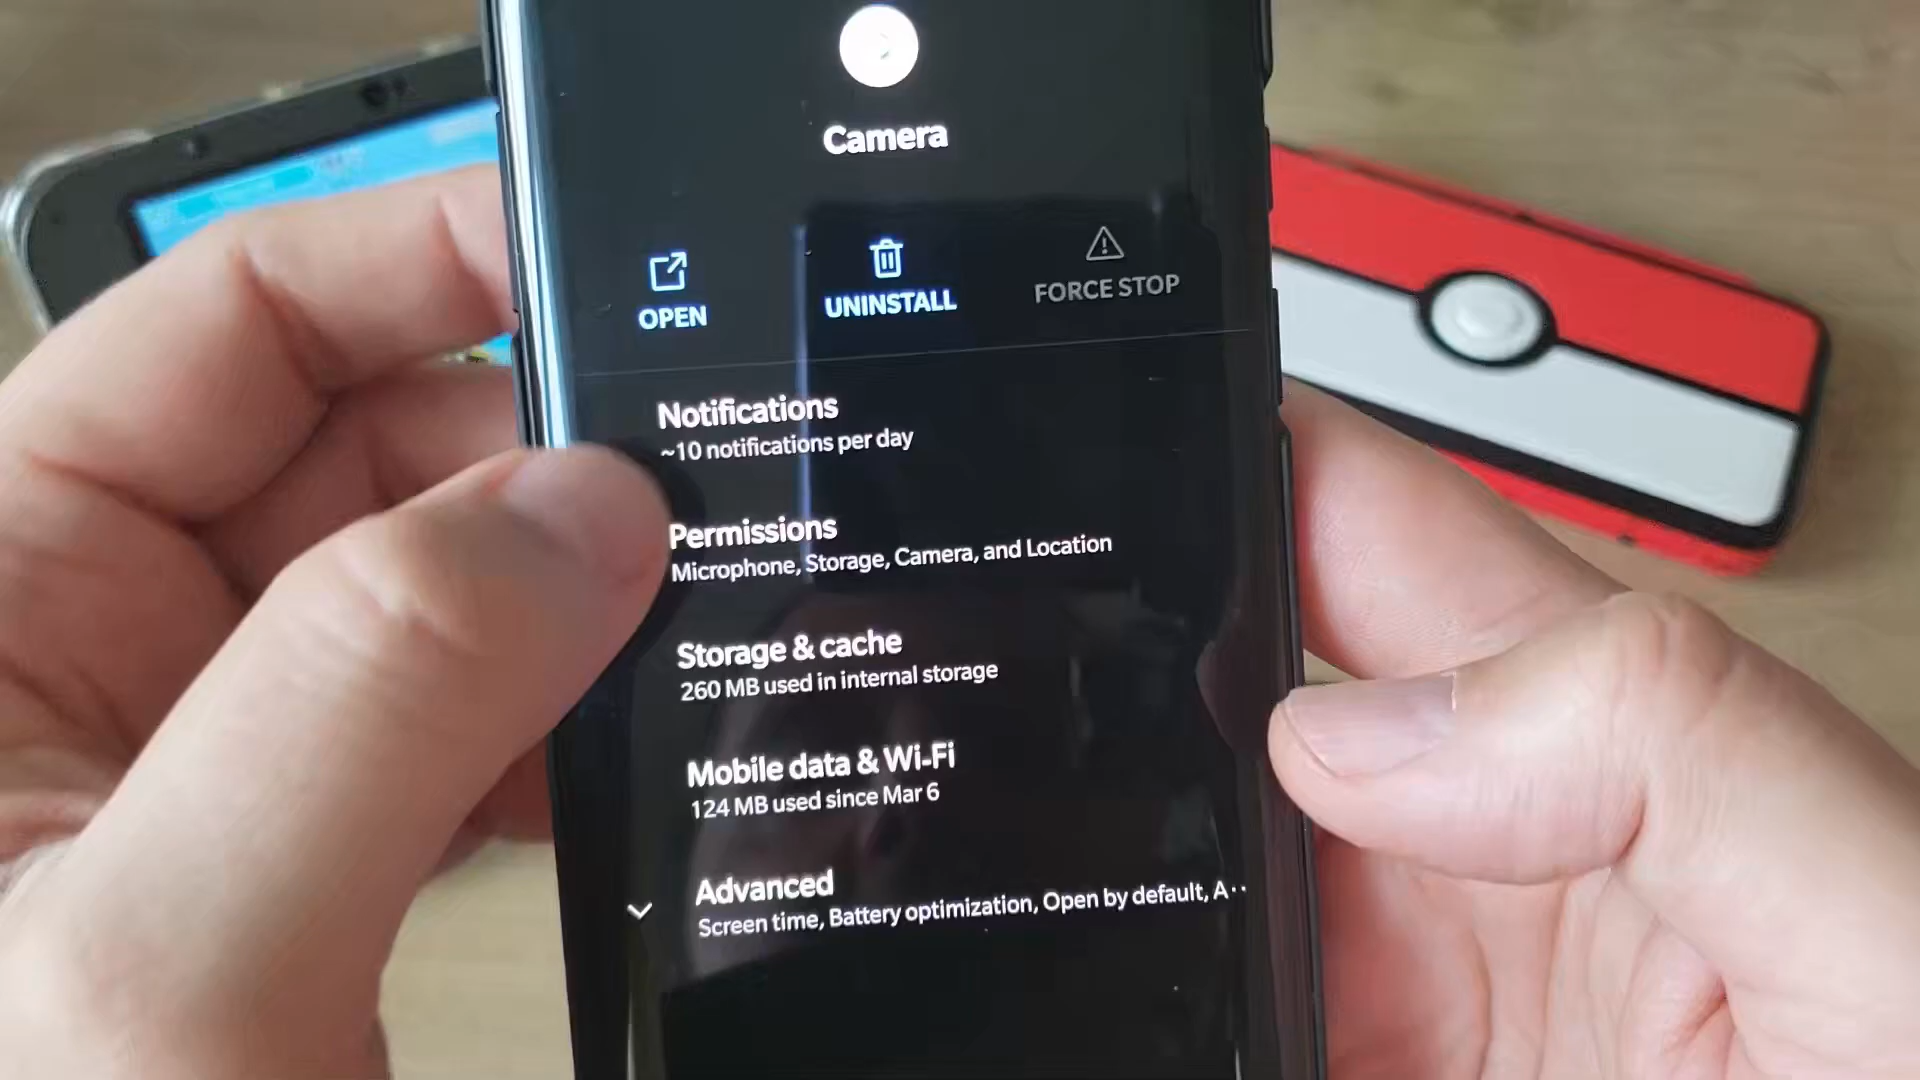 Camera
OPEN
UNINSTALL
FORCE STOP
Notifications
~10 notifications per day
Permissions
Microphone, Storage, Camera, and Location
Storage & cache
260 MB used in internal storage
Mobile data & Wi-Fi
124 MB used since Mar 6
Advanced
Screen time, Battery optimization, Open by default, A··